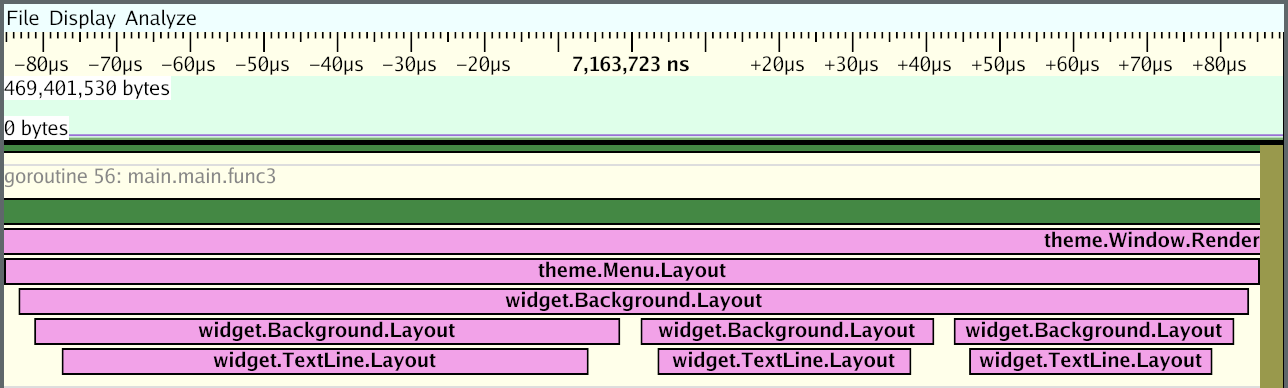 File Display Analyze
−80µs −70µs −60µs −50µs −40µs −30µs −20µs 7,163,723 ns +20µs +30µs +40µs +50µs +60µs +70µs +80µs
469,401,530 bytes
0 bytes
goroutine 56: main.main.func3
theme.Window.Render
theme.Menu.Layout
widget.Background.Layout
widget.Background.Layout widget.Background.Layout widget.Background.Layout
widget.TextLine.Layout widget.TextLine.Layout widget.TextLine.Layout